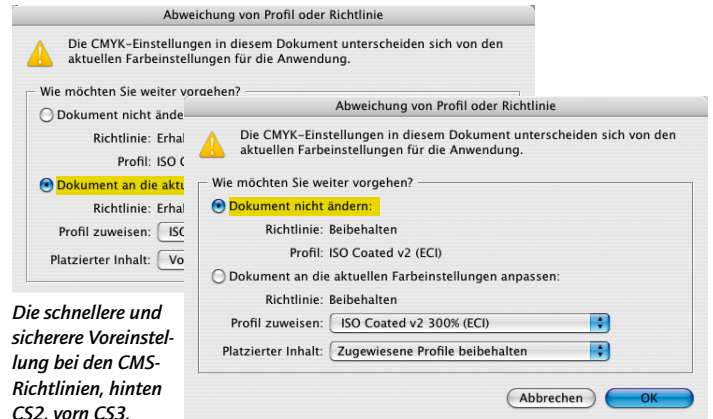 Abweichung von Profil oder Richtlinie
Die CMYK-Einstellungen in diesem Dokument unterscheiden sich von den
aktuellen Farbeinstellungen für die Anwendung.
Wie möchten Sie weiter vorgehen?
Dokument nicht ände
Richtlinie: Erhal
Profil: ISO
Dokument an die aktu
Richtlinie: Erhal
Profil zuweisen: ISC
Platzierter Inhalt: Vo
Abweichung von Profil oder Richtlinie
Die CMYK-Einstellungen in diesem Dokument unterscheiden sich von den
aktuellen Farbeinstellungen für die Anwendung.
Wie möchten Sie weiter vorgehen?
Dokument nicht ändern:
Richtlinie: Beibehalten
Profil: ISO Coated v2 (ECI)
Dokument an die aktuellen Farbeinstellungen anpassen:
Richtlinie: Beibehalten
Profil zuweisen: ISO Coated v2 300% (ECI)
Platzierter Inhalt: Zugewiesene Profile beibehalten
Abbrechen OK
Die schnellere und
sicherere Voreinstel-
lung bei den CMS-
Richtlinien, hinten
CS2, vorn CS3.